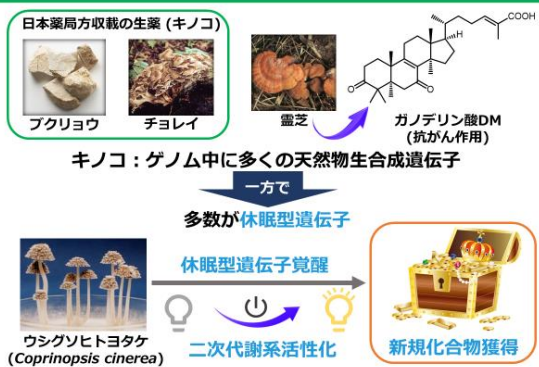 日本薬局方収載の生薬（キノコ）
ブクリョウ
チョレイ
霊芝
COOH
H
O
O
ガノデリン酸DM
(抗がん作用)
キノコ：ゲノム中に多くの天然物生合成遺伝子
一方で
多数が休眠型遺伝子
休眠型遺伝子覚醒
ウシグソヒトヨタケ
(Coprinopsis cinerea)
二次代謝系活性化
新規化合物獲得